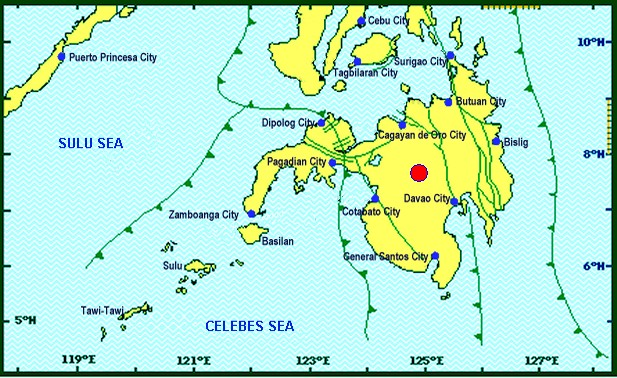 Cebu City
10°N
Puerto Princesa City
Surigao City
Tagbilaran City
Butuan City
Dipolog City
Cagayan de Oro City
SULU SEA
Bislig
8°N
Pagadian City
Davao City
Zamboanga City
Cotabato City
Basilan
General Santos City
Sulu
6°N
Tawi-Tawi
5°N
CELEBES SEA
119°E
121°E
123°E
125°E
127°E